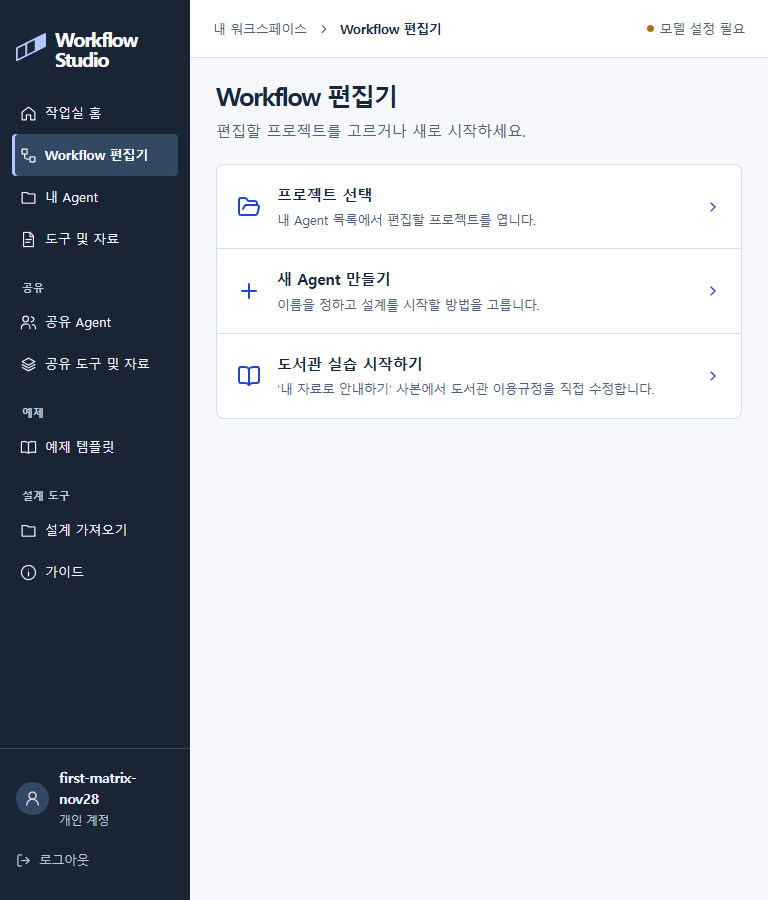 Workflow
Studio
작업실 홈
Workflow 편집기
내 Agent
도구 및 자료
공유
공유 Agent
공유 도구 및 자료
예제
예제 템플릿
설계 도구
설계 가져오기
가이드
first-matrix-
nov28
개인 계정
로그아웃
내 워크스페이스 > Workflow 편집기
모델 설정 필요
Workflow 편집기
편집할 프로젝트를 고르거나 새로 시작하세요.
프로젝트 선택
내 Agent 목록에서 편집할 프로젝트를 엽니다.
새 Agent 만들기
이름을 정하고 설계를 시작할 방법을 고릅니다.
도서관 실습 시작하기
'내 자료로 안내하기' 사본에서 도서관 이용규정을 직접 수정합니다.